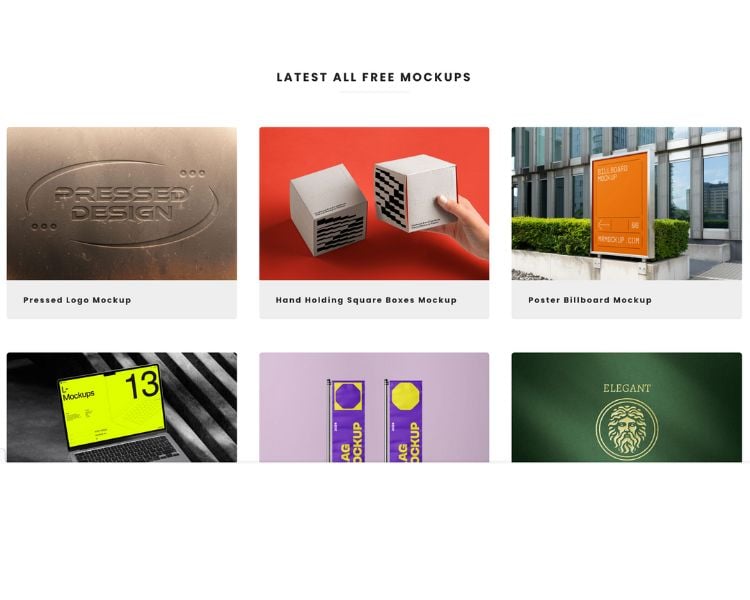 LATEST ALL FREE MOCKUPS
PRESSED
DESIGN
BILLBOARD
MOCKUP
MRMOCKUP.COM
Pressed Logo Mockup
Hand Holding Square Boxes Mockup
Poster Billboard Mockup
Mockups
13
AG
OCKUP
AG
OCKUP
ELEGANT